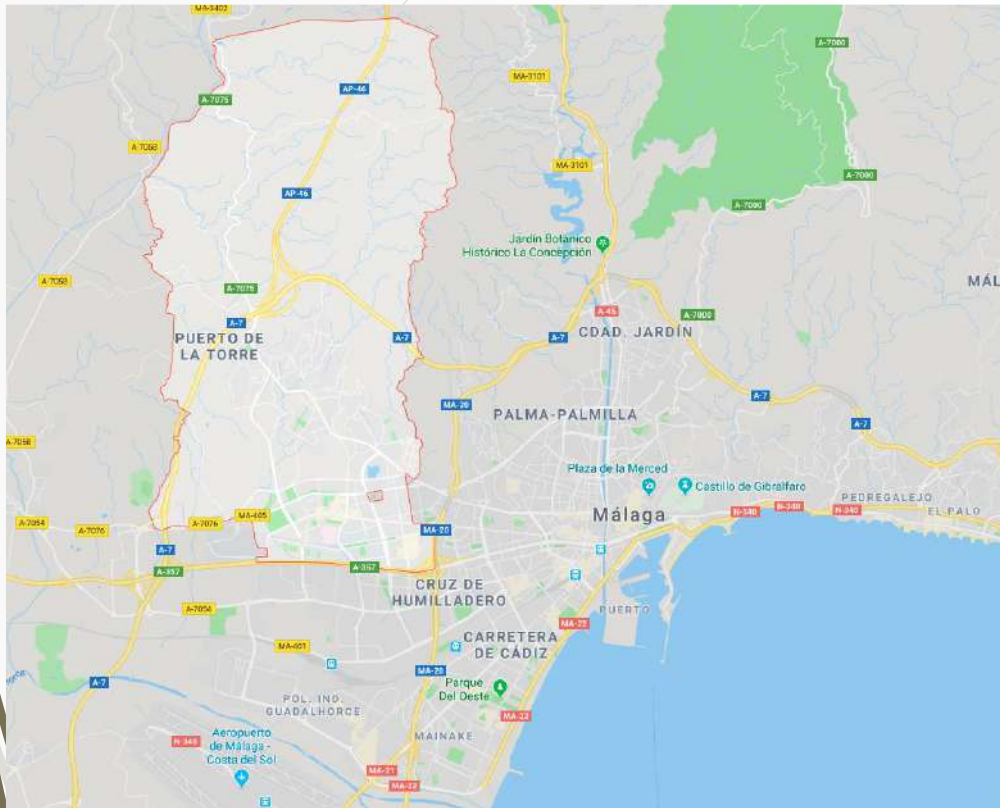 MA-3402
A-7000
MA-3101
AP-46
A-7075
A-7058
MA-3101
A-7000
AP-46
A-7000
Jardín Botánico
Histórico La Concepción
A-7058
MÁL
A-7075
A-45
A-7000
A-7
PUERTO DE
LA TORRE
A-7
A-7
CDAD. JARDÍN
A-7
MA-20
PALMA-PALMILLA
A-7
A-7058
Plaza de la Merced
Castillo de Gibralfaro
PEDREGALEJO
EL PALO
A-7054
A-7076
A-7076
MA-405
MA-20
Málaga
N-340
N-340
N-340
A-7
A-357
A-357
CRUZ DE
HUMILLADERO
A-7054
PUERTO
MA-22
MA-401
CARRETERA
DE CÁDIZ
MA-20
A-7
Parque
Del Oeste
POL. IND.
GUADALHORCE
MA-22
MAINAKE
N-348
Aeropuerto
de Málaga -
Costa del Sol
MA-21
MA-22